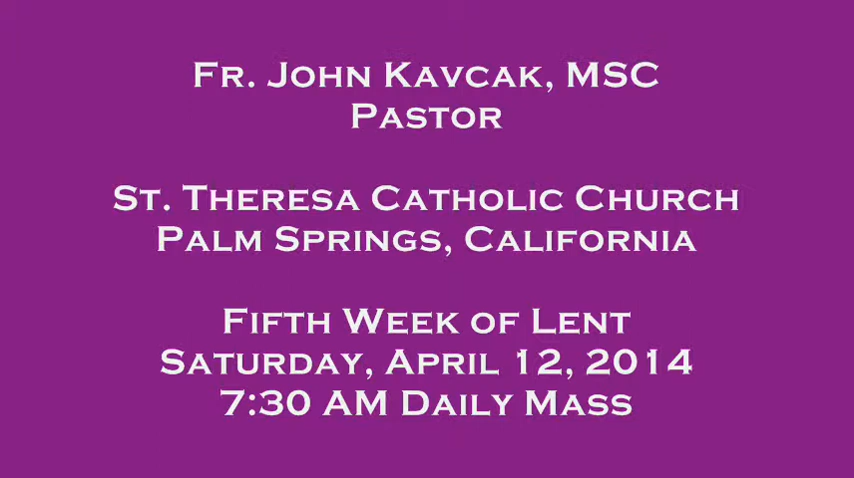 Fr. John Kavcak, MSC
Pastor
St. Theresa Catholic Church
Palm Springs, California
Fifth Week of Lent
Saturday, April 12, 2014
7:30 AM Daily Mass